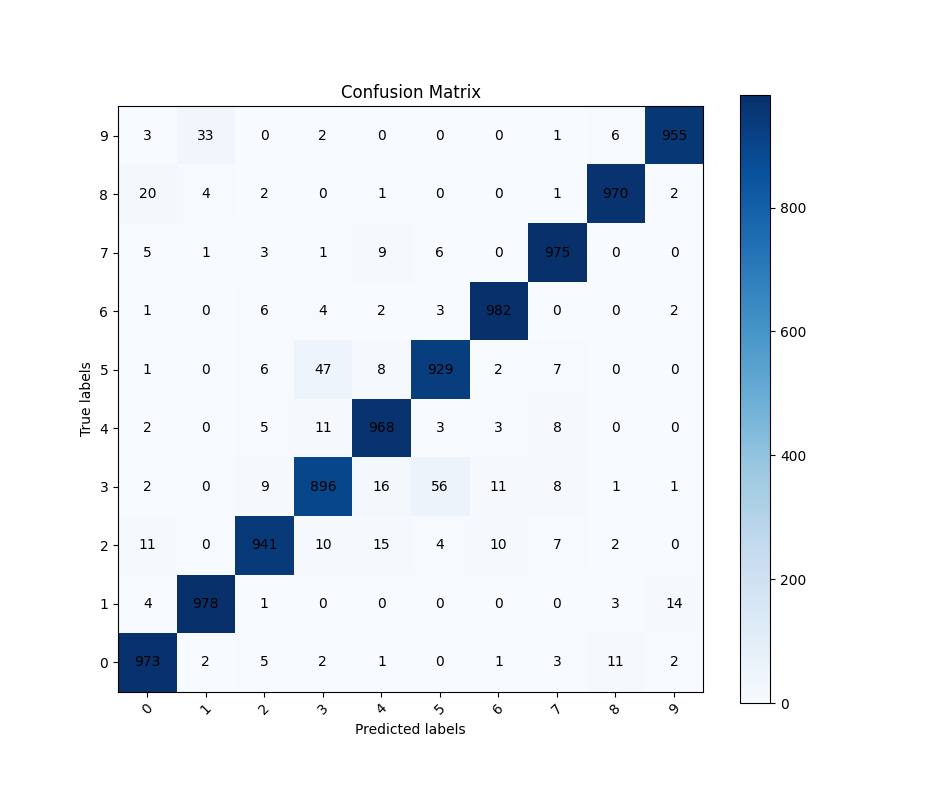 Confusion Matrix
9 3 33 0 2 0 0 0 1 6 955
8 20 4 2 0 1 0 0 1 970 2
800
7 5 1 3 1 9 6 0 975 0 0
6 1 0 6 4 2 3 982 0 0 2
600
5 1 0 6 47 8 929 2 7 0 0
True labels
4 2 0 5 11 968 3 3 8 0 0
400
3 2 0 9 896 16 56 11 8 1 1
2 11 0 941 10 15 4 10 7 2 0
200
1 4 978 1 0 0 0 0 0 3 14
0 973 2 5 2 1 0 1 3 11 2
0
0 1 2 3 4 5 6 7 8 9
Predicted labels